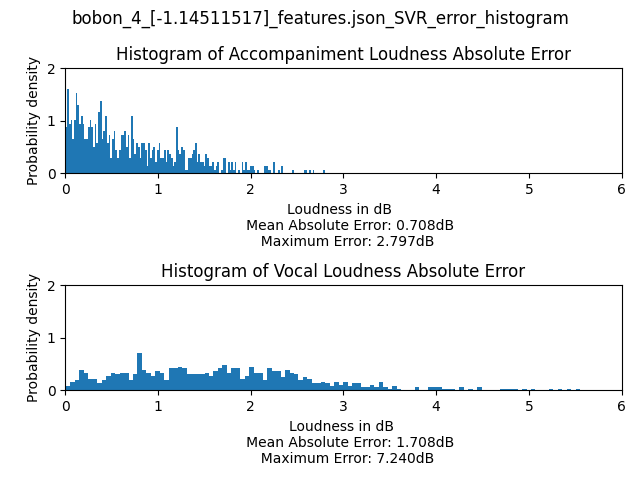 bobon_4_[-1.14511517]_features.json_SVR_error_histogram
Histogram of Accompaniment Loudness Absolute Error
Probability density
2
1
0
0 1 2 3 4 5 6
Loudness in dB
Mean Absolute Error: 0.708dB
Maximum Error: 2.797dB
Histogram of Vocal Loudness Absolute Error
Probability density
2
1
0
0 1 2 3 4 5 6
Loudness in dB
Mean Absolute Error: 1.708dB
Maximum Error: 7.240dB